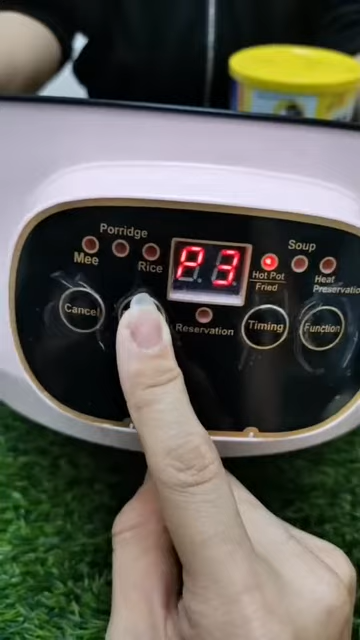 Porridge
Mee
Rice
P3
Hot Pot
Fried
Soup
Heat
Preservation
Cancel
Reservation
Timing
Function